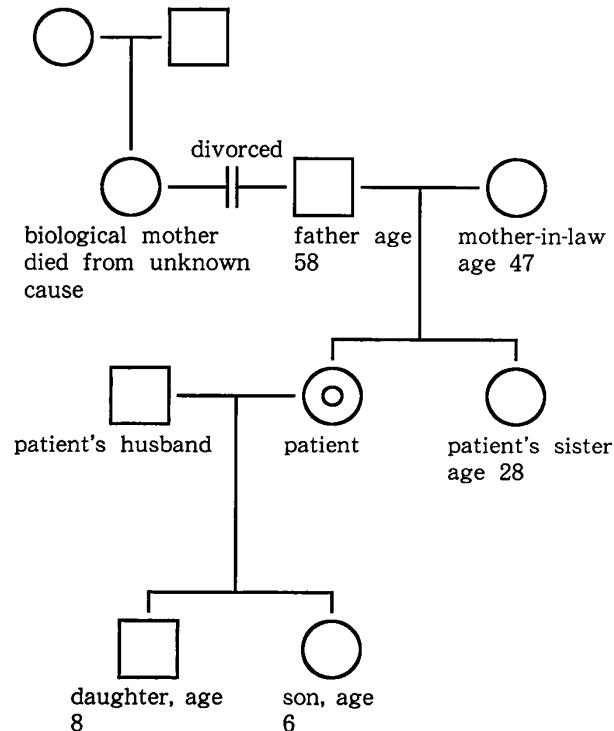 divorced
biological mother
died from unknown
cause
father age
58
mother-in-law
age 47
patient's husband
patient
patient's sister
age 28
daughter, age
8
son, age
6